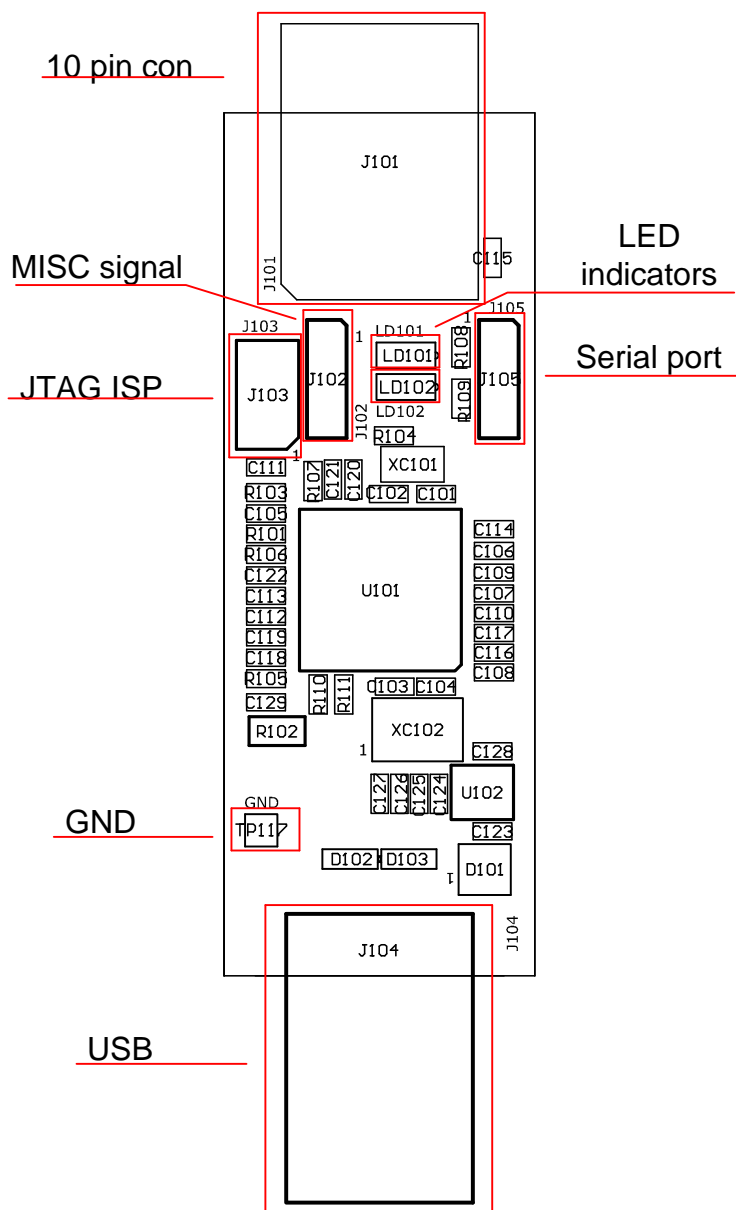 10 pin con
J101
J101
C115
LED
indicators
MISC signal
J103
LD101
J105
1
1
R108
LD101
J102
J105
Serial port
JTAG ISP
J103
LD102
R109
LD102
J102
R104
1
XC101
C111
R107
C121
C120
R103
C102
C101
C105
R101
C114
R106
C106
C122
C109
U101
C113
C107
C112
C110
C119
C117
C118
C116
R105
C108
R110
R111
C103
C104
C129
R102
XC102
1
C128
C127
C126
C125
C124
U102
GND
GND
TP117
C123
D102
D103
D101
1
J104
J104
USB